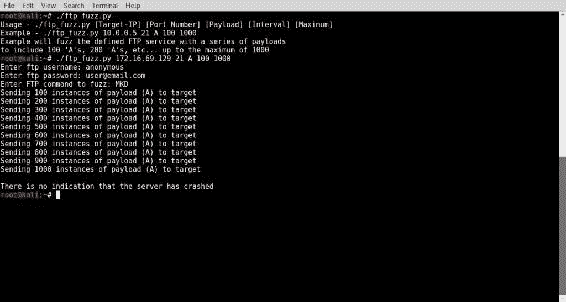 File Edit View Search Terminal Help
root@kali:~# ./ftp_fuzz.py
Usage - ./ftp_fuzz.py [Target-IP] [Port Number] [Payload] [Interval] [Maximum]
Example - ./ftp_fuzz.py 10.0.0.5 21 A 100 1000
Example will fuzz the defined FTP service with a series of payloads
to include 100 'A's, 200 'A's, etc... up to the maximum of 1000
root@kali:~# ./ftp_fuzz.py 172.16.69.129 21 A 100 1000
Enter ftp username: anonymous
Enter ftp password: user@email.com
Enter FTP command to fuzz: MKD
Sending 100 instances of payload (A) to target
Sending 200 instances of payload (A) to target
Sending 300 instances of payload (A) to target
Sending 400 instances of payload (A) to target
Sending 500 instances of payload (A) to target
Sending 600 instances of payload (A) to target
Sending 700 instances of payload (A) to target
Sending 800 instances of payload (A) to target
Sending 900 instances of payload (A) to target
Sending 1000 instances of payload (A) to target
There is no indication that the server has crashed
root@kali:~#